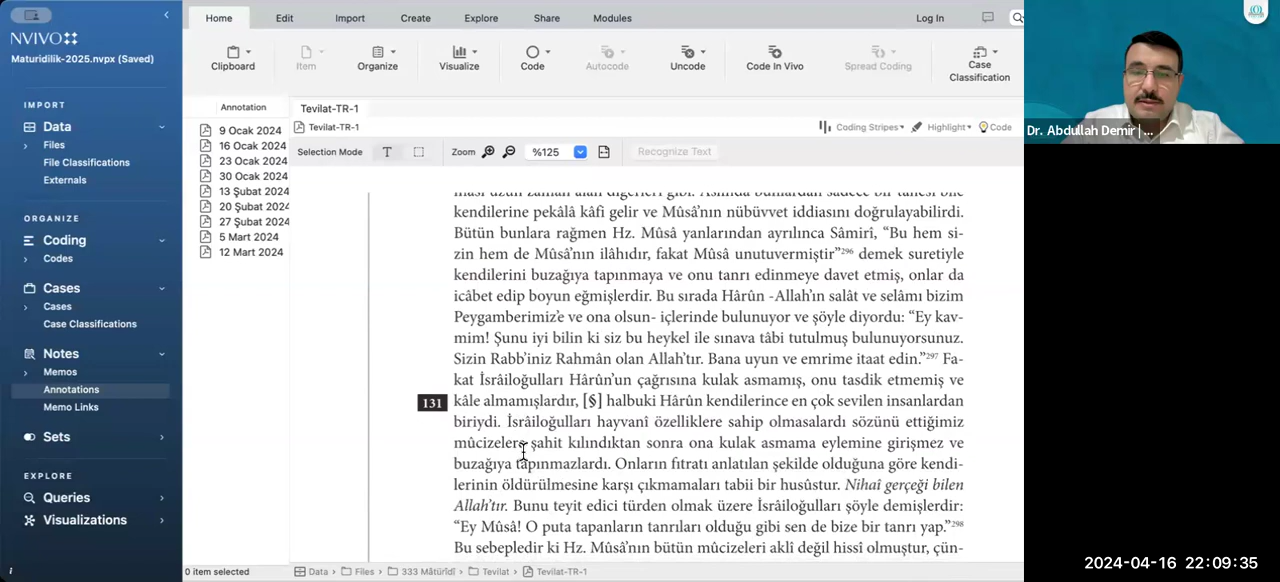 Home Edit Import Create Explore Share Modules Log In
NVIVO
Maturidilik-2025.nvpx (Saved)
Clipboard Item Organize Visualize Code Autocode Uncode Code In Vivo Spread Coding Case Classification
IMPORT
Data
Files
File Classifications
Externals
ORGANIZE
Coding
Codes
Cases
Cases
Case Classifications
Notes
Memos
Annotations
Memo Links
Sets
EXPLORE
Queries
Visualizations
Annotation
9 Ocak 2024
16 Ocak 2024
23 Ocak 2024
30 Ocak 2024
13 Şubat 2024
20 Şubat 2024
27 Şubat 2024
5 Mart 2024
12 Mart 2024
Tevilat-TR-1
Tevilat-TR-1 Coding Stripes Highlight Code
Selection Mode T Zoom %125 Recognize Text
ması uzun zaman alan diğerleri gibi. Aslında bunlardan sadece bir tanesi bile
kendilerine pekâlâ kâfi gelir ve Mûsâ’nın nübüvvet iddiasını doğrulayabilirdi.
Bütün bunlara rağmen Hz. Mûsâ yanlarından ayrılınca Sâmirî, “Bu hem si-
zin hem de Mûsâ’nın ilâhıdır, fakat Mûsâ unutuvermiştir”296 demek suretiyle
kendilerini buzağıya tapınmaya ve onu tanrı edinmeye davet etmiş, onlar da
icâbet edip boyun eğmişlerdir. Bu sırada Hârûn -Allah’ın salât ve selâmı bizim
Peygamberimiz’e ve ona olsun- içlerinde bulunuyor ve şöyle diyordu: “Ey kav-
mim! Şunu iyi bilin ki siz bu heykel ile sınava tâbi tutulmuş bulunuyorsunuz.
Sizin Rabb’iniz Rahmân olan Allah’tır. Bana uyun ve emrime itaat edin.”297 Fa-
kat İsrâiloğulları Hârûn’un çağrısına kulak asmamış, onu tasdik etmemiş ve
131 kâle almamışlardır, [§] halbuki Hârûn kendilerince en çok sevilen insanlardan
biriydi. İsrâiloğulları hayvanî özelliklere sahip olmasalardı sözünü ettiğimiz
mûcizelere şahit kılındıktan sonra ona kulak asmama eylemine girişmez ve
buzağıya tapınmazlardı. Onların fıtratı anlatılan şekilde olduğuna göre kendi-
lerinin öldürülmesine karşı çıkmamaları tabii bir husûstur. Nihaî gerçeği bilen
Allah’tır. Bunu teyit edici türden olmak üzere İsrâiloğulları şöyle demişlerdir:
“Ey Mûsâ! O puta tapanların tanrıları olduğu gibi sen de bize bir tanrı yap.”298
Bu sebepledir ki Hz. Mûsâ’nın bütün mûcizeleri aklî değil hissî olmuştur, çün-
0 item selected Data Files 333 Mâtürîdî Tevilat Tevilat-TR-1
Dr. Abdullah Demir | ...
2024-04-16 22:09:35